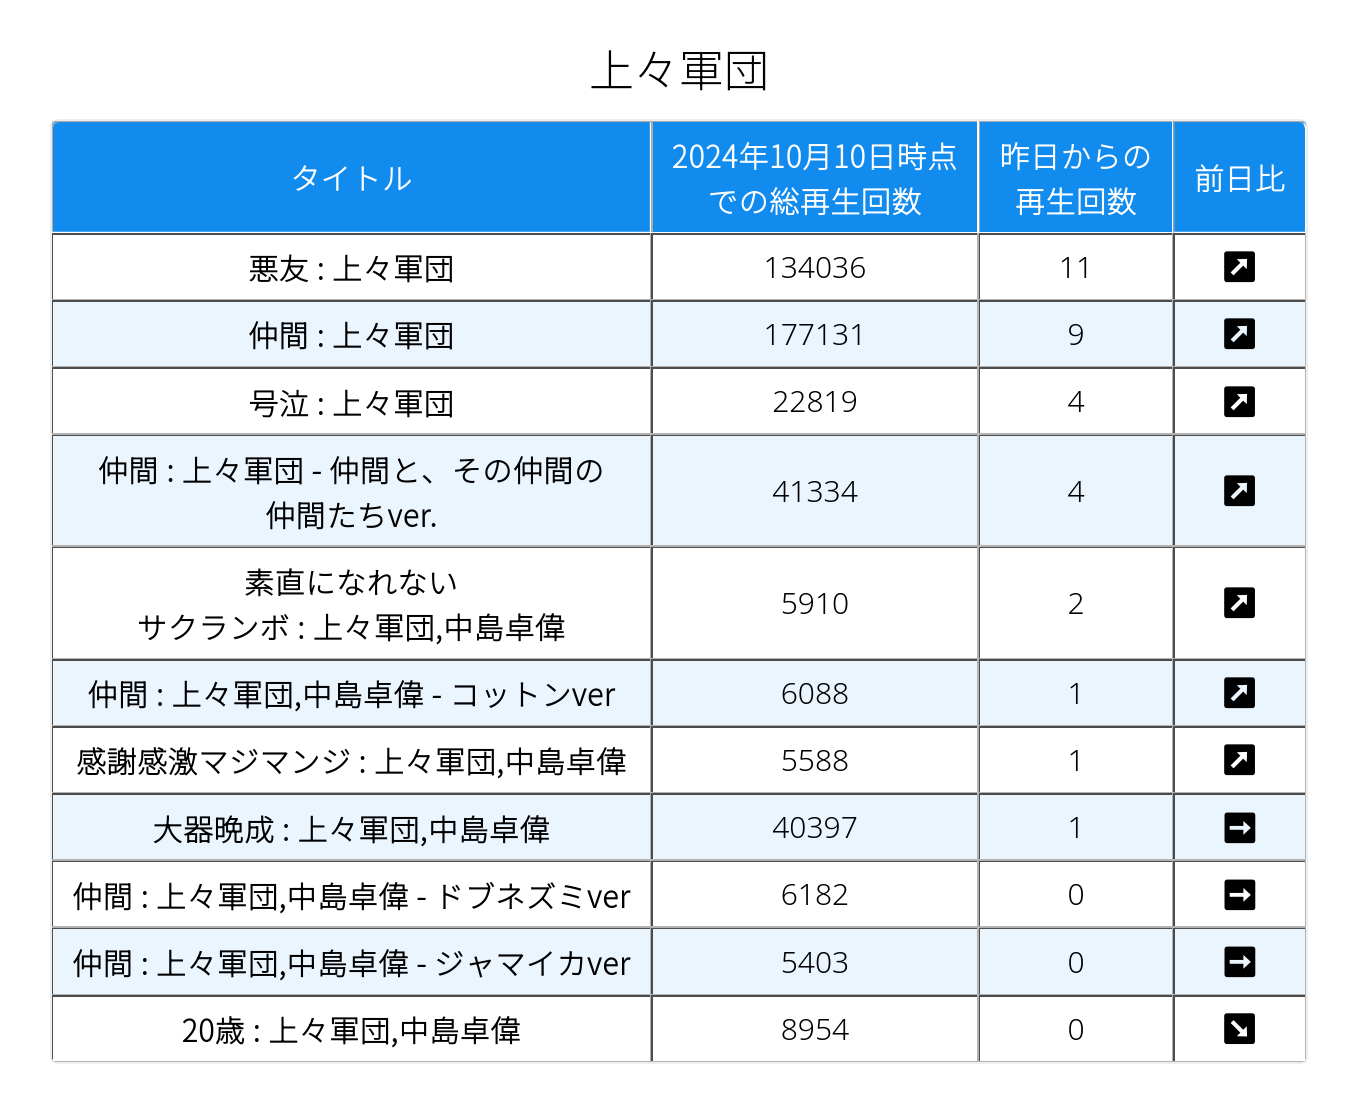 上々軍団
タイトル
2024年10月10日時点
での総再生回数
昨日からの
再生回数
前日比
悪友 : 上々軍団
134036
11
↗
仲間 : 上々軍団
177131
9
↗
号泣 : 上々軍団
22819
4
↗
仲間 : 上々軍団 - 仲間と、その仲間の
仲間たちver.
41334
4
↗
素直になれない
サクランボ : 上々軍団,中島卓偉
5910
2
↗
仲間 : 上々軍団,中島卓偉 - コットンver
6088
1
↗
感謝感激マジマンジ : 上々軍団,中島卓偉
5588
1
↗
大器晩成 : 上々軍団,中島卓偉
40397
1
→
仲間 : 上々軍団,中島卓偉 - ドブネズミver
6182
0
→
仲間 : 上々軍団,中島卓偉 - ジャマイカver
5403
0
→
20歳 : 上々軍団,中島卓偉
8954
0
↘